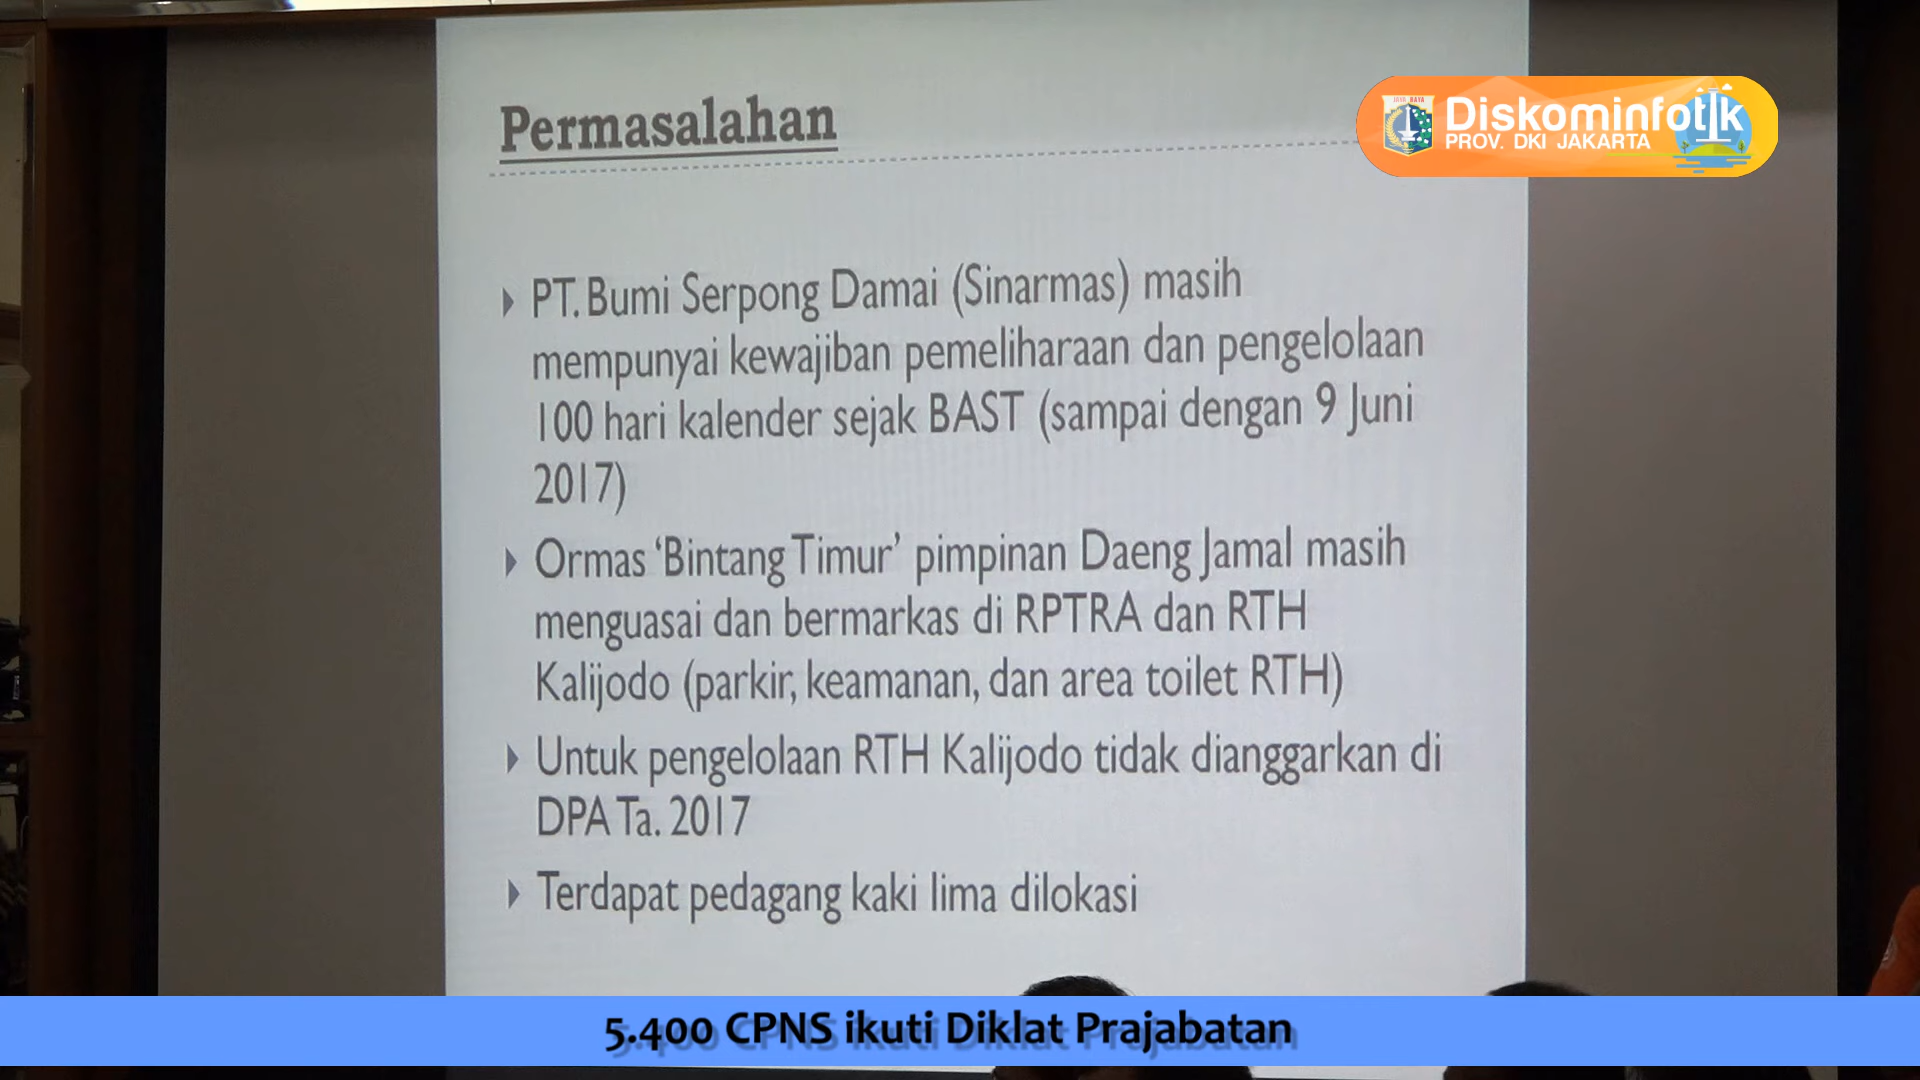 Permasalahan
JAYA RAYA
Diskominfotik
PROV. DKI JAKARTA
PT. Bumi Serpong Damai (Sinarmas) masih
mempunyai kewajiban pemeliharaan dan pengelolaan
100 hari kalender sejak BAST (sampai dengan 9 Juni
2017)
Ormas ‘Bintang Timur’ pimpinan Daeng Jamal masih
menguasai dan bermarkas di RPTRA dan RTH
Kalijodo (parkir, keamanan, dan area toilet RTH)
Untuk pengelolaan RTH Kalijodo tidak dianggarkan di
DPA Ta. 2017
Terdapat pedagang kaki lima dilokasi
5.400 CPNS ikuti Diklat Prajabatan